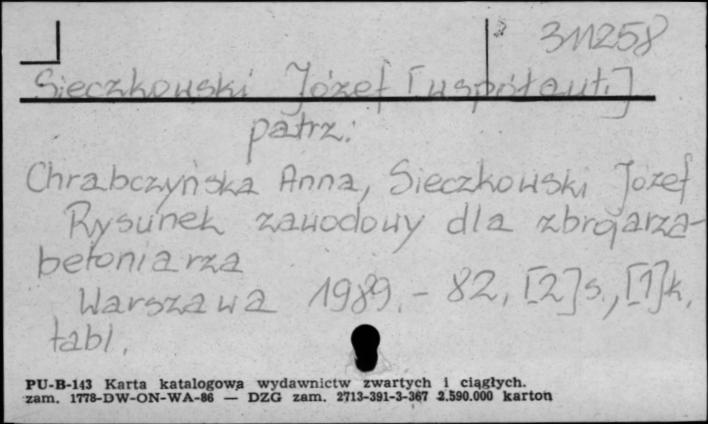 311258
Sieczkowski Józef [współaut.]
patrz:
Chrabczyńska Anna, Sieczkowski Józef
Rysunek zawodowy dla zbrojarza-
betoniarza
Warszawa 1989. - 82, [2]s., [1]k.
tabl.
PU-B-143 Karta katalogowa wydawnictw zwartych i ciągłych.
zam. 1778-DW-ON-WA-86 — DZG zam. 2713-391-3-367 2.590.000 karton